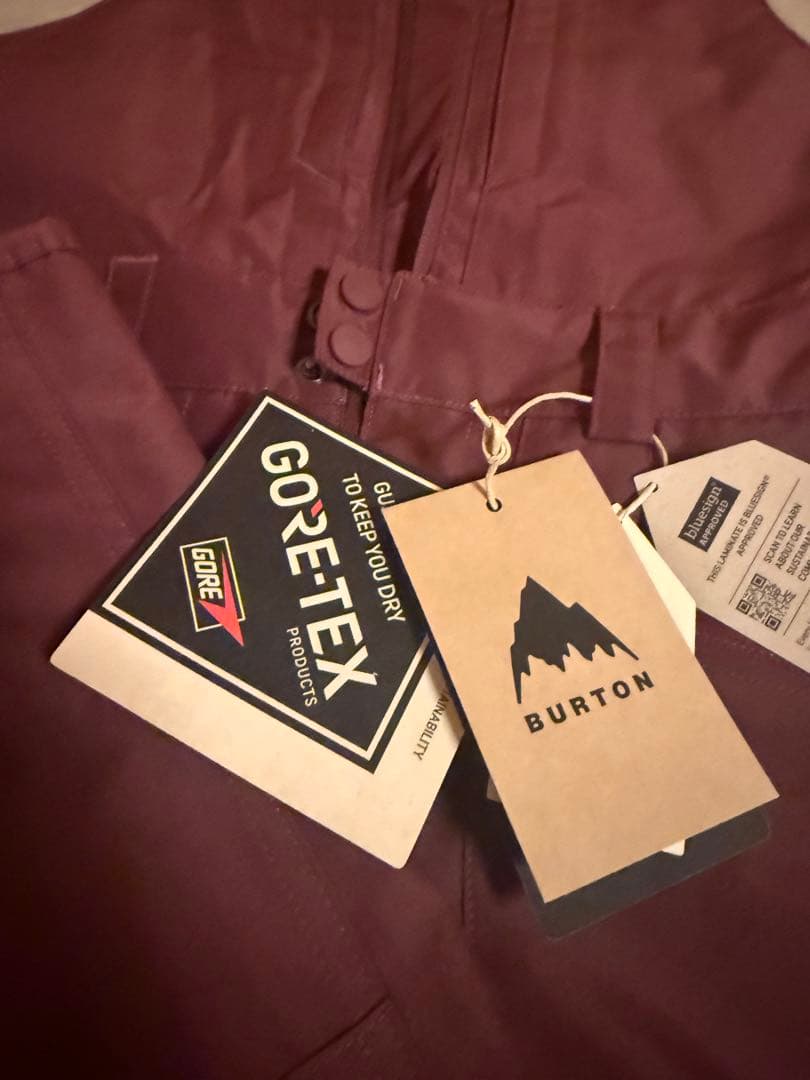 GU
TO KEEP YOU DRY
GORE-TEX
PRODUCTS
GORE
AINABILITY
BURTON
bluesign®
APPROVED
THIS LAMINATE IS BLUESIGN®
APPROVED
SCAN TO LEARN
ABOUT OUR